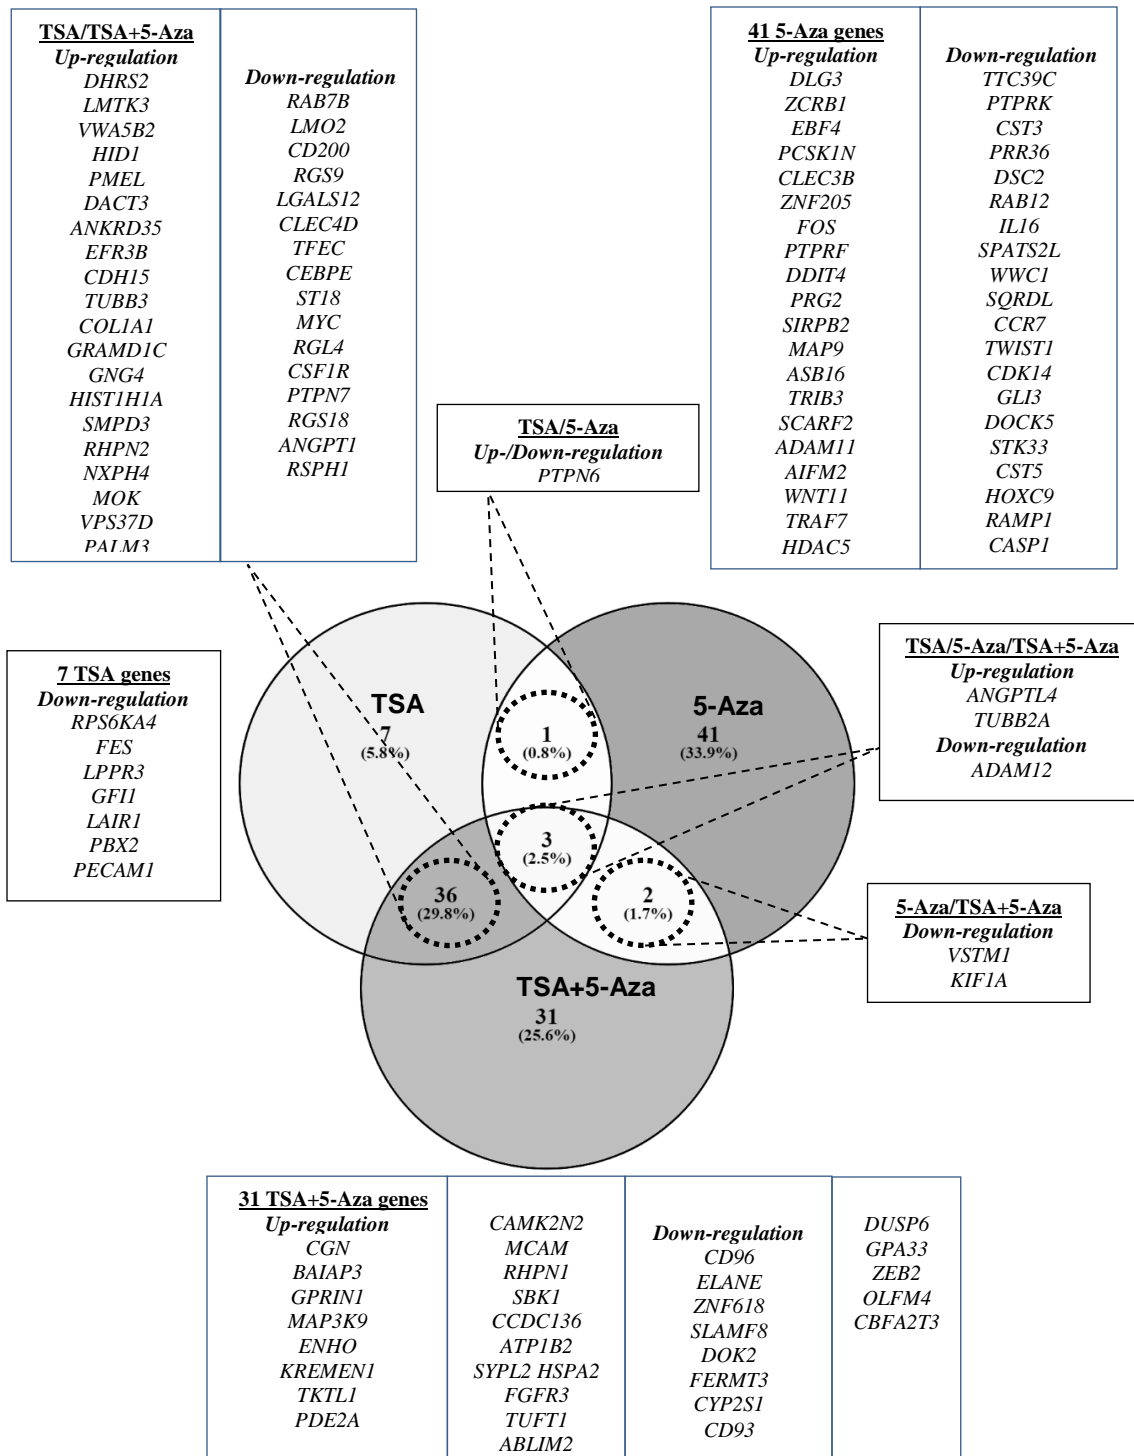 TSA/TSA+5-Aza
Up-regulation
DHRS2
LMTK3
VWA5B2
HID1
PMEL
DACT3
ANKRD35
EFR3B
CDH15
TUBB3
COL1A1
GRAMD1C
GNG4
HIST1H1A
SMPD3
RHPN2
NXPH4
MOK
VPS37D
PALM3
Down-regulation
RAB7B
LMO2
CD200
RGS9
LGALS12
CLEC4D
TFEC
CEBPE
ST18
MYC
RGL4
CSF1R
PTPN7
RGS18
ANGPT1
RSPH1
41 5-Aza genes
Up-regulation
DLG3
ZCRB1
EBF4
PCSK1N
CLEC3B
ZNF205
FOS
PTPRF
DDIT4
PRG2
SIRPB2
MAP9
ASB16
TRIB3
SCARF2
ADAM11
AIFM2
WNT11
TRAF7
HDAC5
Down-regulation
TTC39C
PTPRK
CST3
PRR36
DSC2
RAB12
IL16
SPATS2L
WWC1
SQRDL
CCR7
TWIST1
CDK14
GLI3
DOCK5
STK33
CST5
HOXC9
RAMP1
CASP1
TSA/5-Aza
Up-/Down-regulation
PTPN6
7 TSA genes
Down-regulation
RPS6KA4
FES
LPPR3
GFI1
LAIR1
PBX2
PECAM1
TSA
7
(5.8%)
1
(0.8%)
5-Aza
41
(33.9%)
3
(2.5%)
36
(29.8%)
2
(1.7%)
TSA+5-Aza
31
(25.6%)
TSA/5-Aza/TSA+5-Aza
Up-regulation
ANGPTL4
TUBB2A
Down-regulation
ADAM12
5-Aza/TSA+5-Aza
Down-regulation
VSTM1
KIF1A
31 TSA+5-Aza genes
Up-regulation
CGN
BAIAP3
GPRIN1
MAP3K9
ENHO
KREMEN1
TKTL1
PDE2A
CAMK2N2
MCAM
RHPN1
SBK1
CCDC136
ATP1B2
SYPL2 HSPA2
FGFR3
TUFT1
ABLIM2
Down-regulation
CD96
ELANE
ZNF618
SLAMF8
DOK2
FERMT3
CYP2S1
CD93
DUSP6
GPA33
ZEB2
OLFM4
CBFA2T3